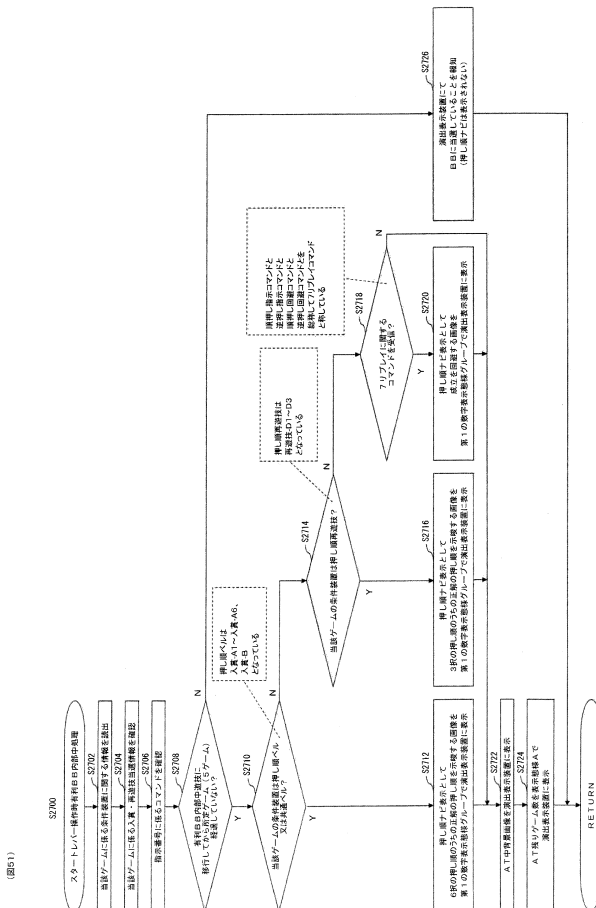 (図51)
S2700
スタートレバー操作時有利BB内部中処理
S2702
当該ゲームに係る条件装置に関する情報を読出
S2704
当該ゲームに係る入賞・再遊技当選情報を確認
S2706
指示番号に係るコマンドを確認
S2708
有利BB内部中遊技に
移行してから所定ゲーム(5ゲーム)
経過していない?
N
Y
S2710
当該ゲームの条件装置は押し順ベル
又は共通ベル?
N
Y
押し順ベルは
入賞-A1~入賞-A6、
入賞-B
となっている
S2712
押し順ナビ表示として
6択の押し順のうちの正解の押し順を示唆する画像を
第1の数字表示態様グループで演出表示装置に表示
S2714
当該ゲームの条件装置は押し順再遊技?
N
Y
押し順再遊技は
再遊技-D1~D3
となっている
S2716
押し順ナビ表示として
3択の押し順のうちの正解の押し順を示唆する画像を
第1の数字表示態様グループで演出表示装置に表示
S2718
7リプレイに関する
コマンドを受信?
N
Y
順押し指示コマンドと
逆押し指示コマンドと
順押し回避コマンドと
逆押し回避コマンドとを
総称して7リプレイコマンド
と称している
S2720
押し順ナビ表示として
成立を回避する画像を
第1の数字表示態様グループで演出表示装置に表示
S2722
AT中背景画像を演出表示装置に表示
S2724
AT残りゲーム数を表示態様Aで
演出表示装置に表示
S2726
演出表示装置にて
BBに当選していることを報知
(押し順ナビは表示されない)
RETURN